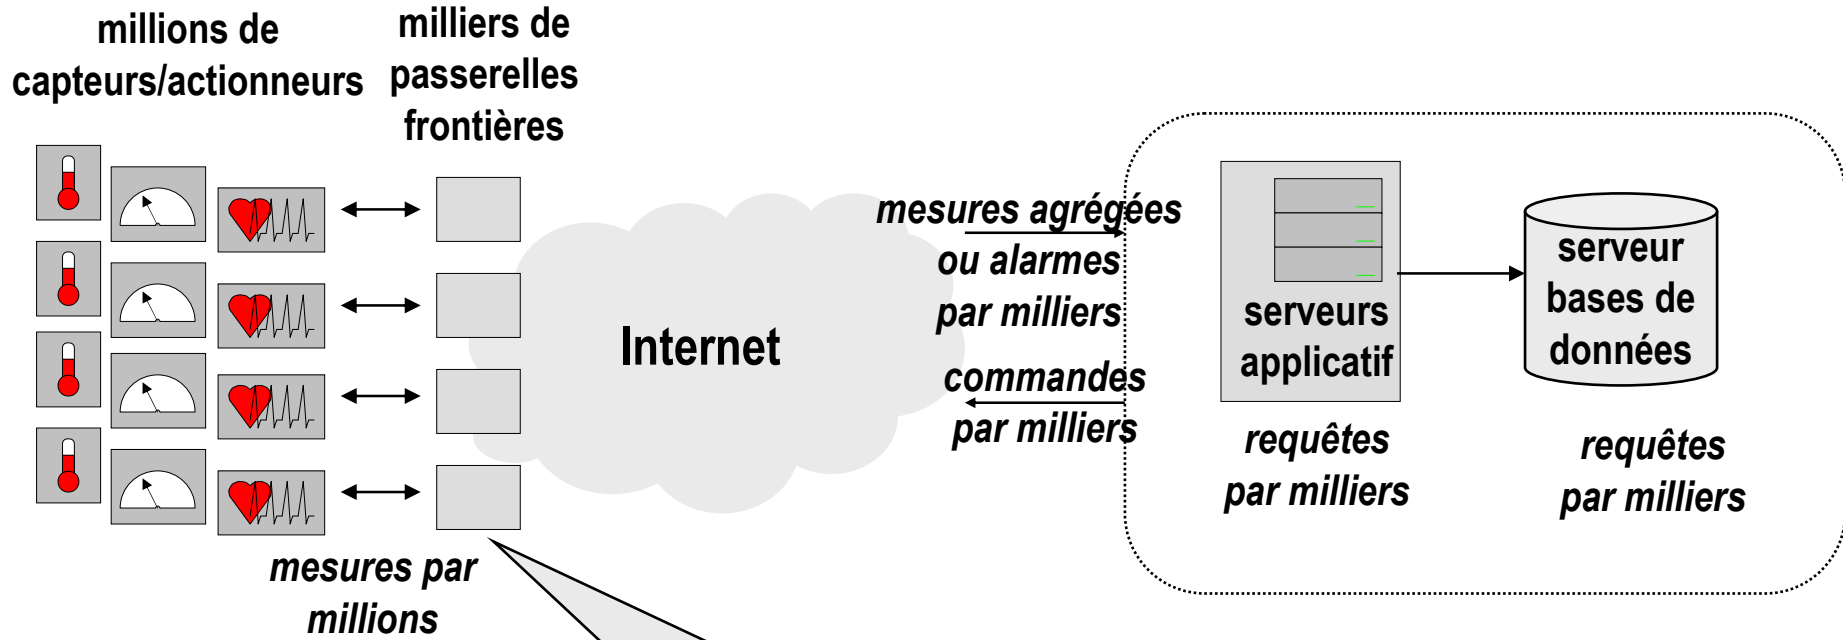 millions de
capteurs/actionneurs
milliers de
passerelles
frontières
mesures par
millions
Internet
mesures agrégées
ou alarmes
par milliers
commandes
par milliers
serveurs
applicatif
requêtes
par milliers
serveur
bases de
données
requêtes
par milliers